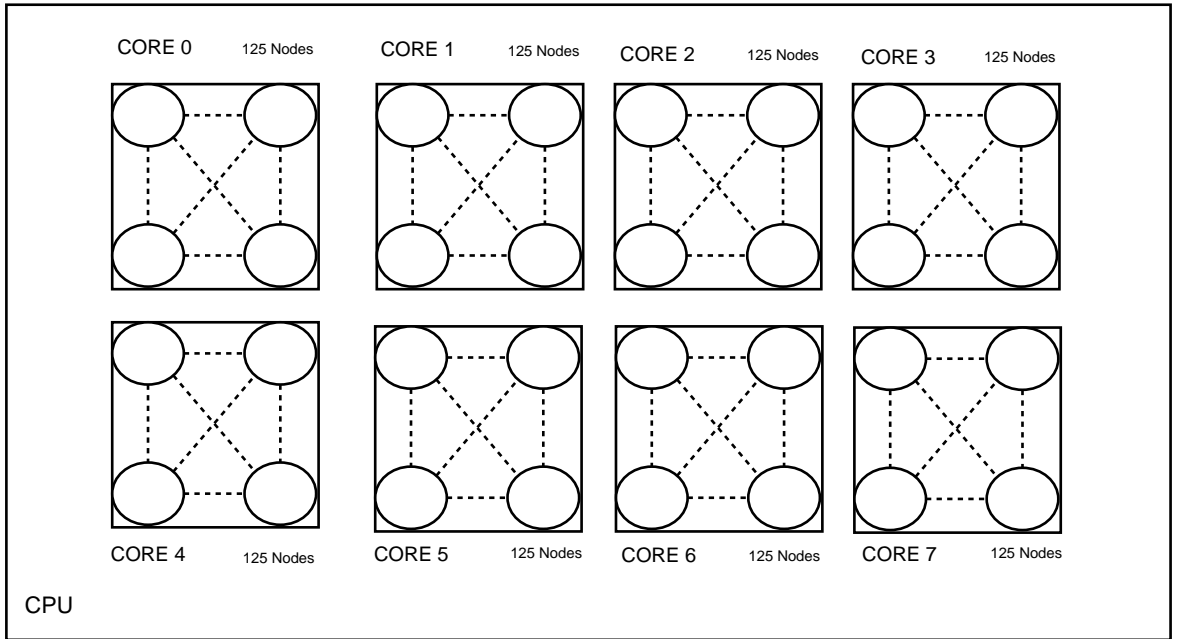 CORE 0 125 Nodes
CORE 1 125 Nodes
CORE 2 125 Nodes
CORE 3 125 Nodes
CORE 4 125 Nodes
CORE 5 125 Nodes
CORE 6 125 Nodes
CORE 7 125 Nodes
CPU